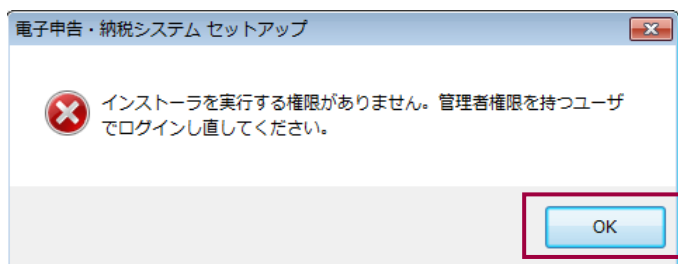 電子申告・納税システム セットアップ
インストーラを実行する権限がありません。管理者権限を持つユーザ
でログインし直してください。
OK